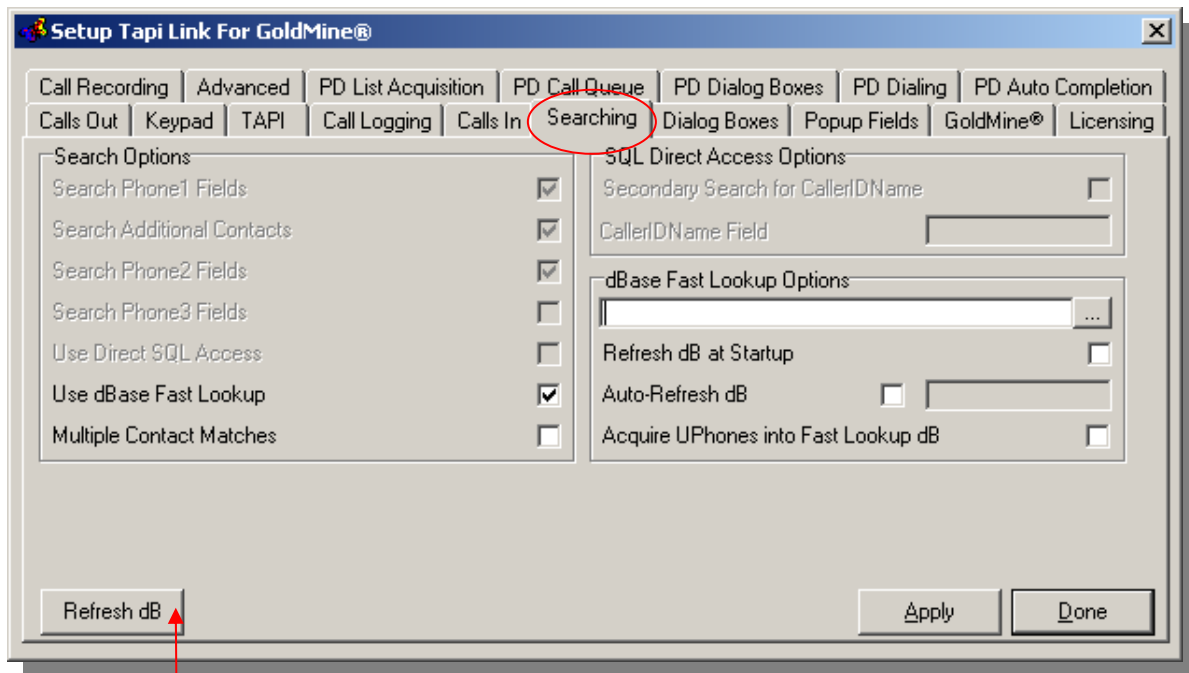 Setup Tapi Link For GoldMine®
Call Recording Advanced PD List Acquisition PD Call Queue PD Dialog Boxes PD Dialing PD Auto Completion
Calls Out Keypad TAPI Call Logging Calls In Searching Dialog Boxes Popup Fields GoldMine® Licensing
Search Options
Search Phone1 Fields
Search Additional Contacts
Search Phone2 Fields
Search Phone3 Fields
Use Direct SQL Access
Use dBase Fast Lookup
Multiple Contact Matches
SQL Direct Access Options
Secondary Search for CallerIDName
CallerIDName Field
dBase Fast Lookup Options
...
Refresh dB at Startup
Auto-Refresh dB
Acquire UPhones into Fast Lookup dB
Refresh dB
Apply
Done